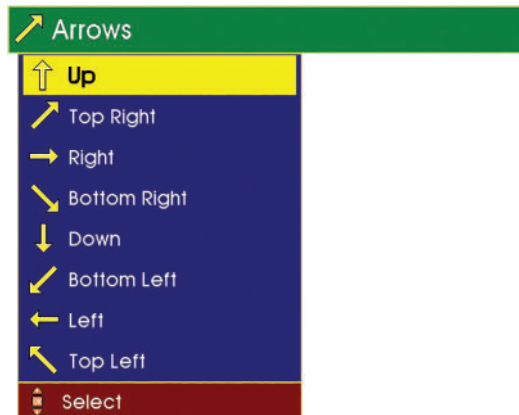 Arrows
Up
Top Right
Right
Bottom Right
Down
Bottom Left
Left
Top Left
Select